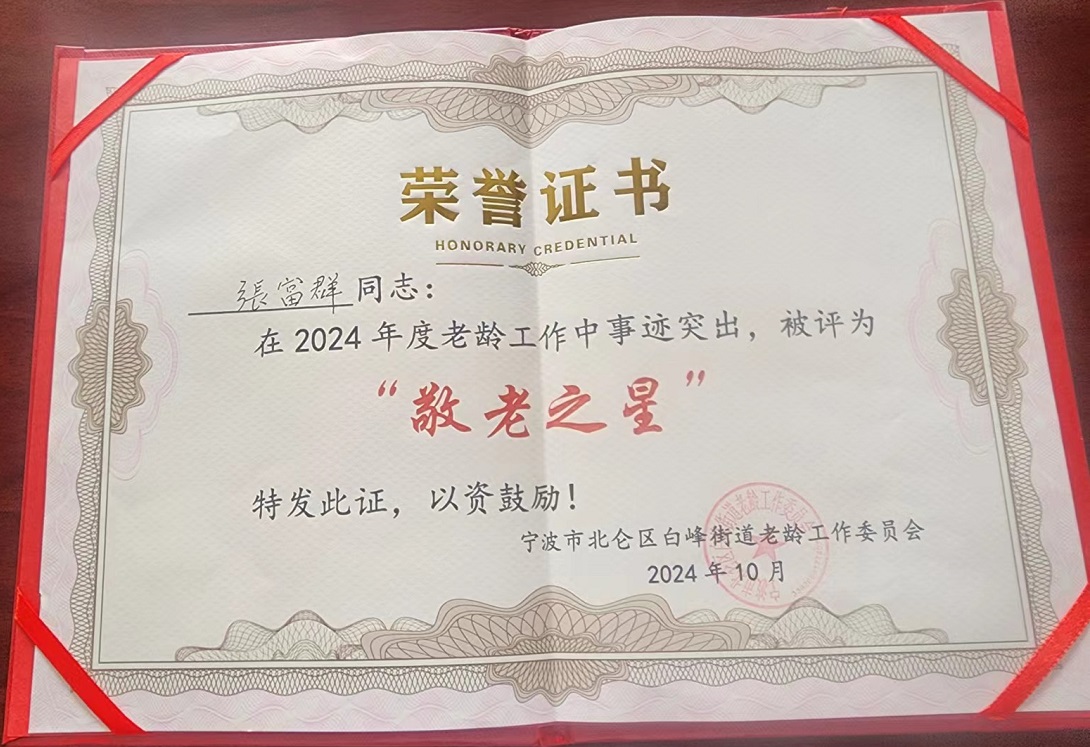 荣誉证书
HONORARY CREDENTIAL
張富群同志：
在2024年度老龄工作中事迹突出，被评为
“敬老之星”
特发此证，以资鼓励！
宁波市北仑区白峰街道老龄工作委员会
2024年10月